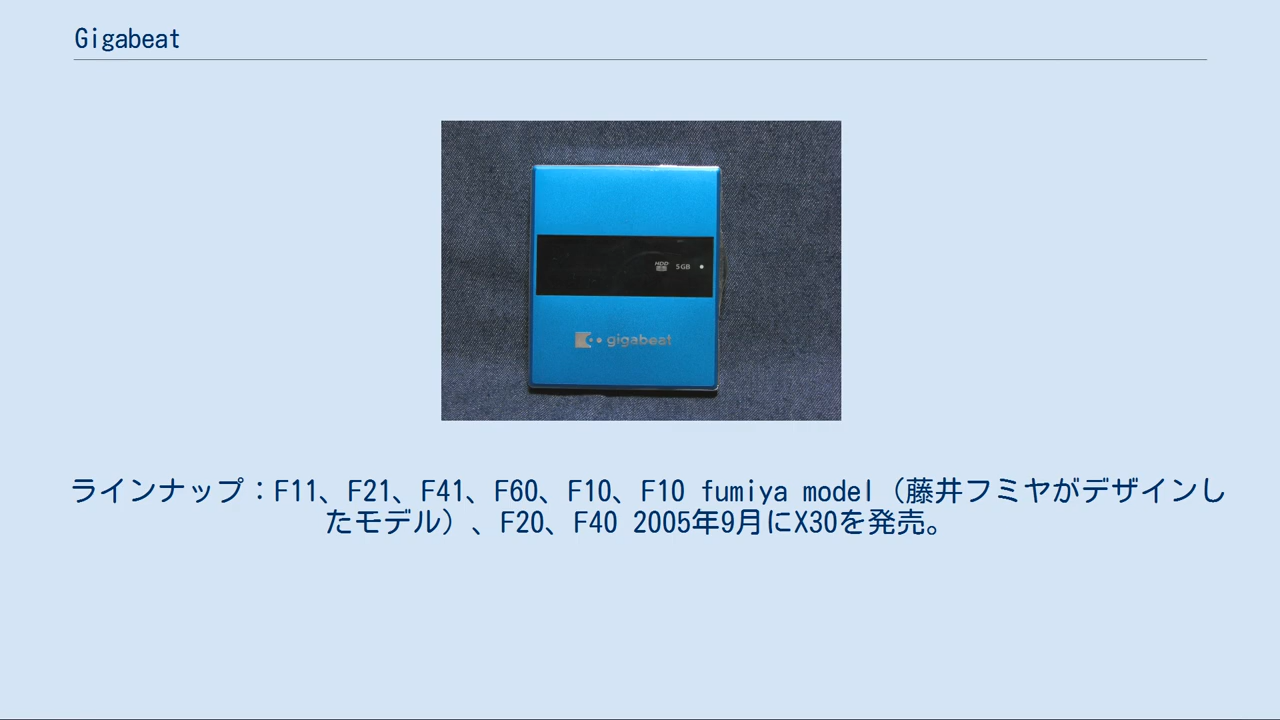 Gigabeat
HDD
5GB
gigabeat
ラインナップ：F11、F21、F41、F60、F10、F10 fumiya model（藤井フミヤがデザインし
たモデル）、F20、F40 2005年9月にX30を発売。